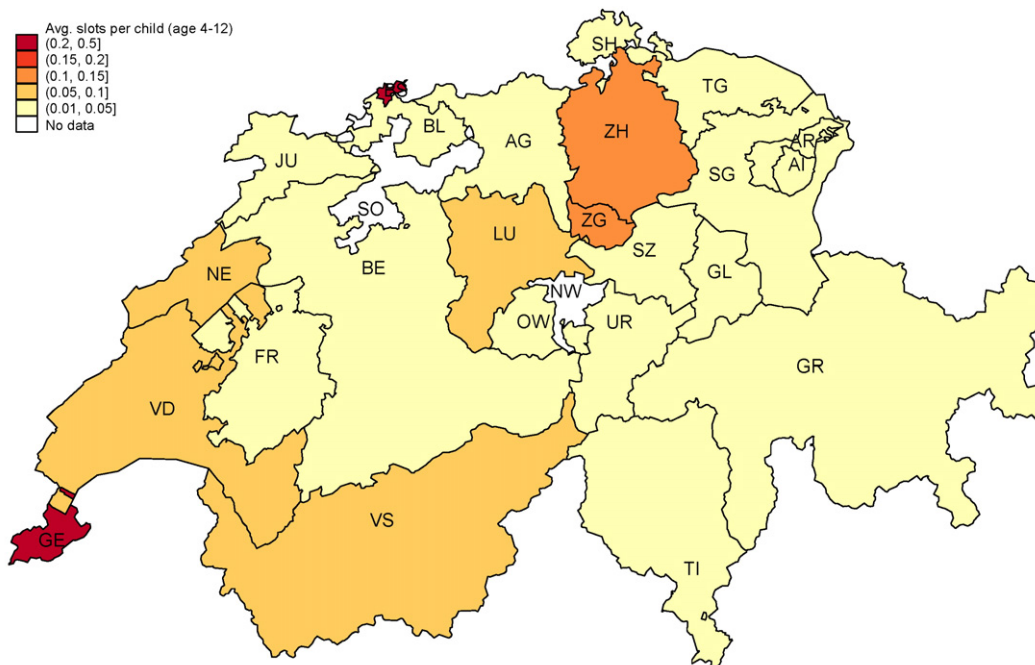 Avg. slots per child (age 4-12)
(0.2, 0.5]
(0.15, 0.2]
(0.1, 0.15]
(0.05, 0.1]
(0.01, 0.05]
No data
SH
TG
BL
AG
ZH
AR
AI
JU
SG
SO
ZG
LU
SZ
NE
BE
GL
NW
OW
UR
FR
GR
VD
VS
GE
TI